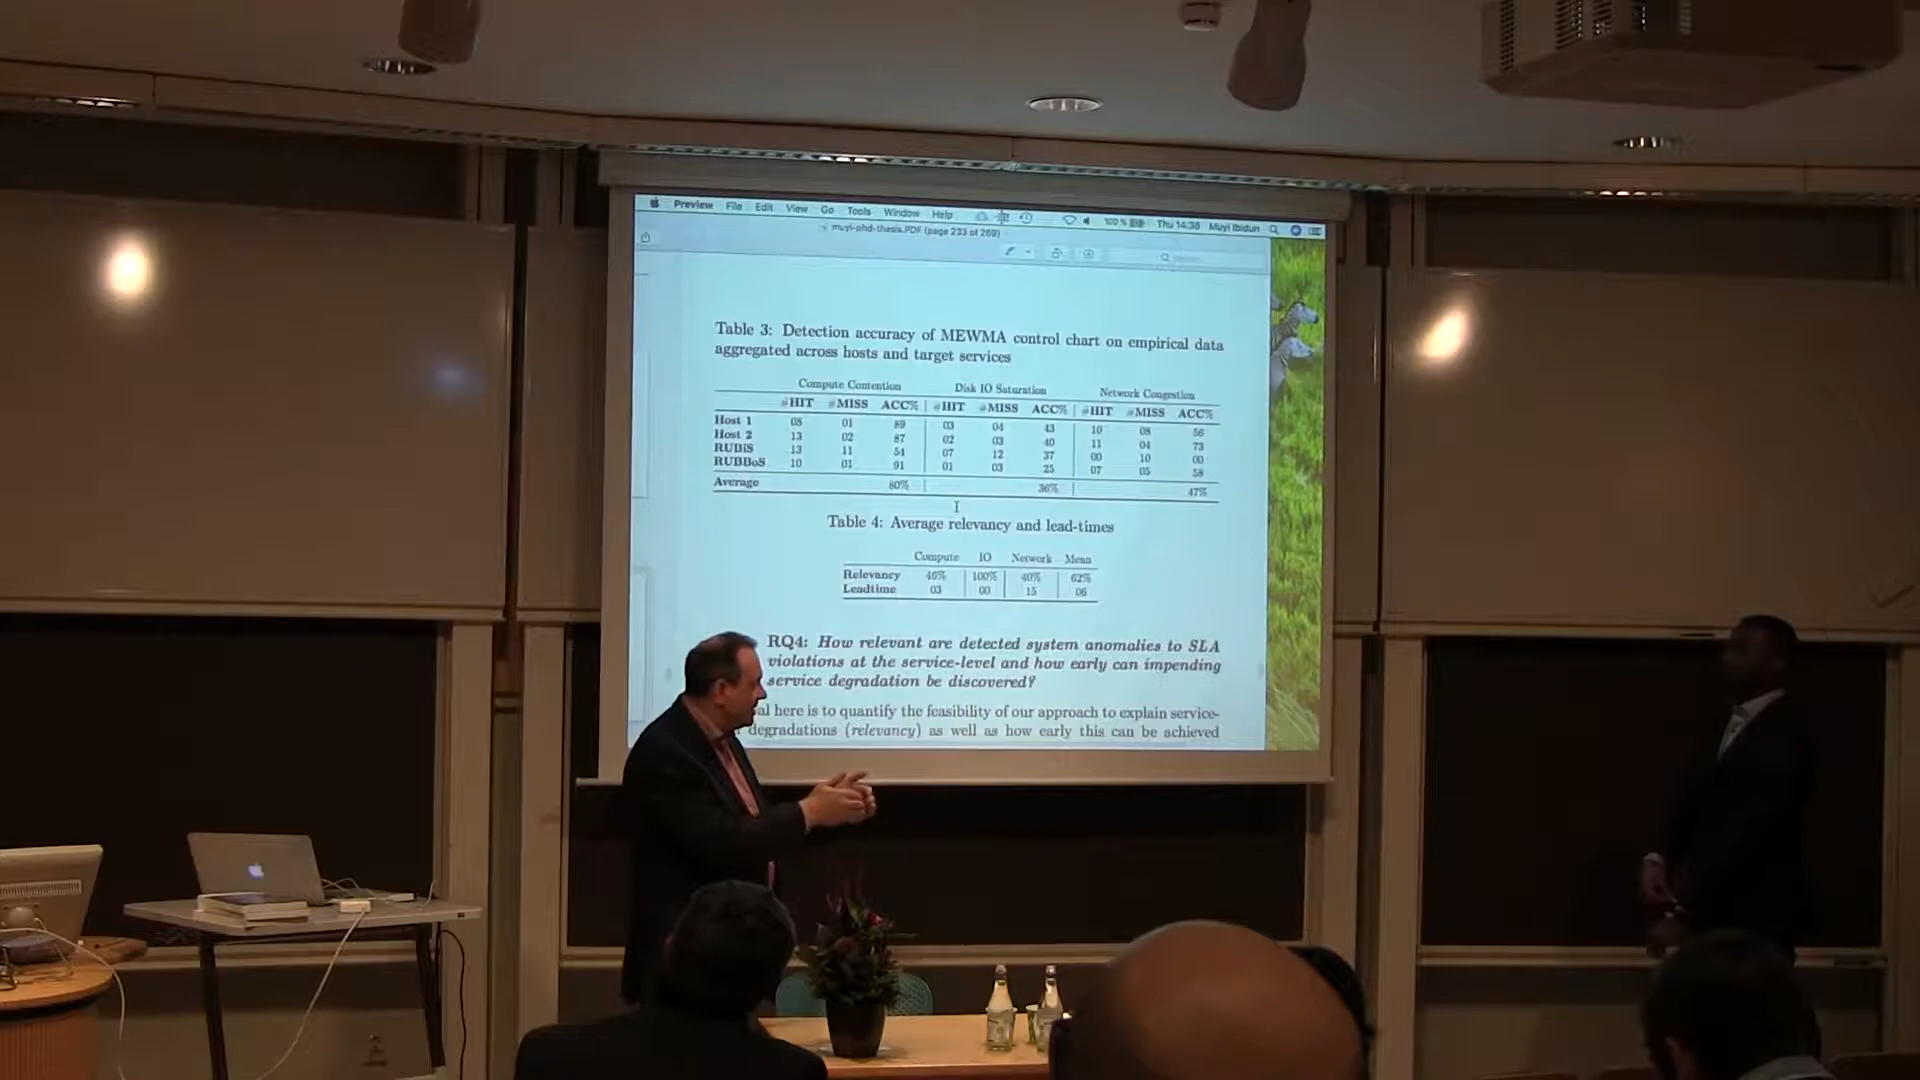 Preview File Edit View Go Tools Window Help 100% Thu 14:36 Muyi Ibidun
muyi-phd-thesis.PDF (page 233 of 269)
Search
Table 3: Detection accuracy of MEWMA control chart on empirical data
aggregated across hosts and target services
Compute Contention Disk IO Saturation Network Congestion
#HIT #MISS ACC% #HIT #MISS ACC% #HIT #MISS ACC%
Host 1 08 01 89 03 04 43 10 08 56
Host 2 13 02 87 02 03 40 11 04 73
RUBiS 13 11 54 07 12 37 00 10 00
RUBBoS 10 01 91 01 03 25 07 05 58
Average 80% 36% 47%
Table 4: Average relevancy and lead-times
Compute IO Network Mean
Relevancy 46% 100% 40% 62%
Leadtime 03 00 15 06
RQ4: How relevant are detected system anomalies to SLA
violations at the service-level and how early can impending
service degradation be discovered?
al here is to quantify the feasibility of our approach to explain service-
degradations (relevancy) as well as how early this can be achieved